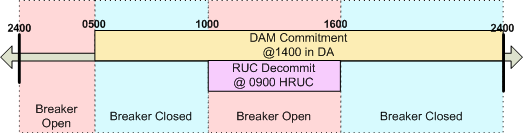 2400
0500
1000
1600
2400
DAM Commitment
@1400 in DA
RUC Decommit
@ 0900 HRUC
Breaker
Open
Breaker Closed
Breaker Open
Breaker Closed